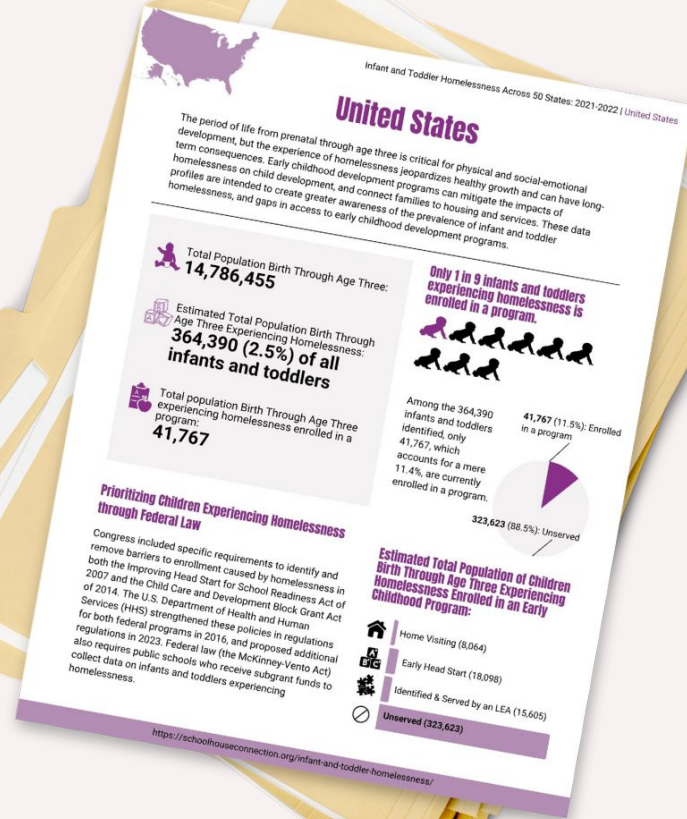 Infant and Toddler Homelessness Across 50 States: 2021-2022 | United States
United States
The period of life from prenatal through age three is critical for physical and social-emotional
development, but the experience of homelessness jeopardizes healthy growth and can have long-
term consequences. Early childhood development programs can mitigate the impacts of
homelessness on child development, and connect families to housing and services. These data
profiles are intended to create greater awareness of the prevalence of infant and toddler
homelessness, and gaps in access to early childhood development programs.
Total Population Birth Through Age Three:
14,786,455
Estimated Total Population Birth Through
Age Three Experiencing Homelessness:
364,390 (2.5%) of all
infants and toddlers
Total population Birth Through Age Three
experiencing homelessness enrolled in a
program:
41,767
Only 1 in 9 infants and toddlers
experiencing homelessness is
enrolled in a program.
Among the 364,390
infants and toddlers
identified, only
41,767, which
accounts for a mere
11.4%, are currently
enrolled in a program.
41,767 (11.5%): Enrolled
in a program
323,623 (88.5%): Unserved
Prioritizing Children Experiencing Homelessness
through Federal Law
Congress included specific requirements to identify and
remove barriers to enrollment caused by homelessness in
both the Improving Head Start for School Readiness Act of
2007 and the Child Care and Development Block Grant Act
of 2014. The U.S. Department of Health and Human
Services (HHS) strengthened these policies in regulations
for both federal programs in 2016, and proposed additional
regulations in 2023. Federal law (the McKinney-Vento Act)
also requires public schools who receive subgrant funds to
collect data on infants and toddlers experiencing
homelessness.
Estimated Total Population of Children
Birth Through Age Three Experiencing
Homelessness Enrolled in an Early
Childhood Program:
Home Visiting (8,064)
Early Head Start (18,098)
Identified & Served by an LEA (15,605)
Unserved (323,623)
https://schoolhouseconnection.org/infant-and-toddler-homelessness/